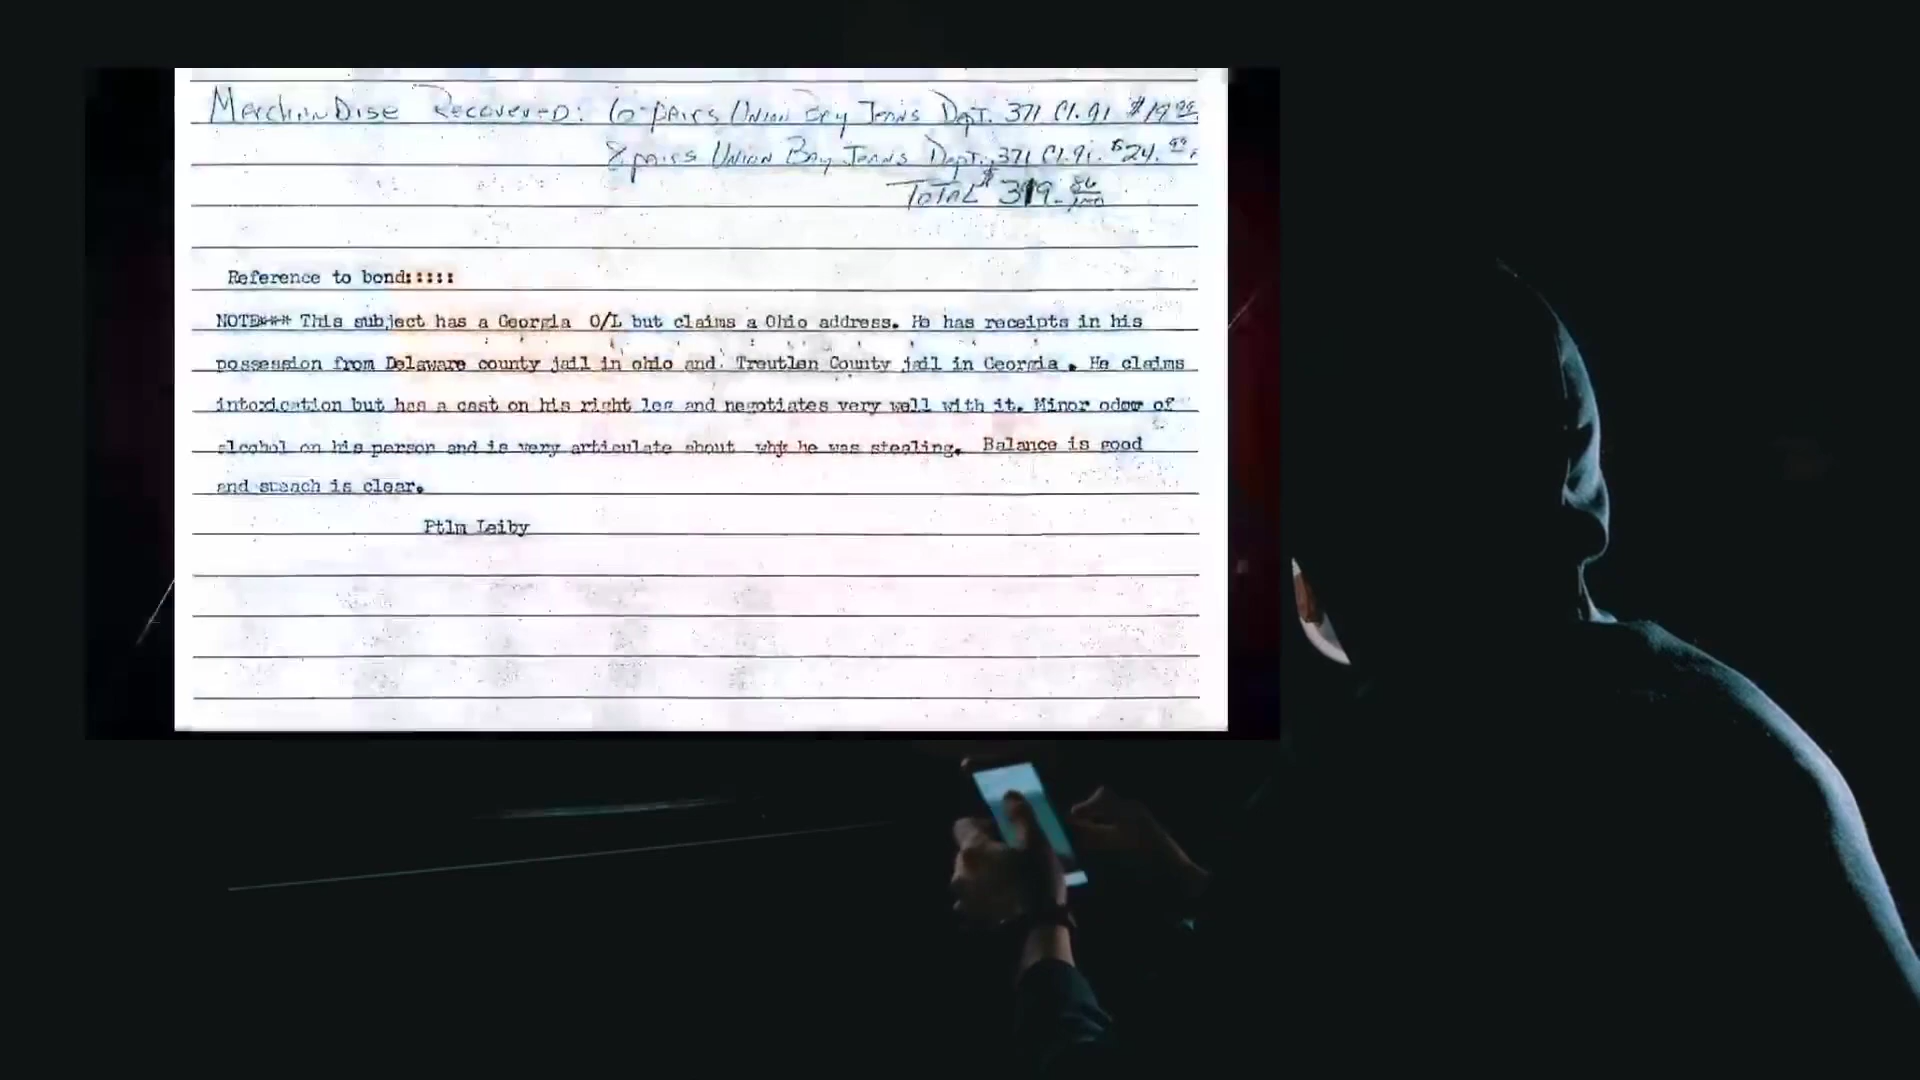 MerchanDise Recovered: 6-pairs Union Bay Jeans Dept. 371 Cl. 91 $19.99
8 pairs Union Bay Jeans Dept. 371 Cl. 91. $24.99
TOTAL $ 319. 86/100
Reference to bond:::::
NOTE*** This subject has a Georgia O/L but claims a Ohio address. He has receipts in his
possession from Delaware county jail in ohio and. Treutlen County jail in Georgia . He claims
intoxication but has a cast on his right leg and negotiates very well with it. Minor odor of
alcohol on his person and is very articulate about why he was stealing. Balance is good
and is clear.
Ptlm Leiby